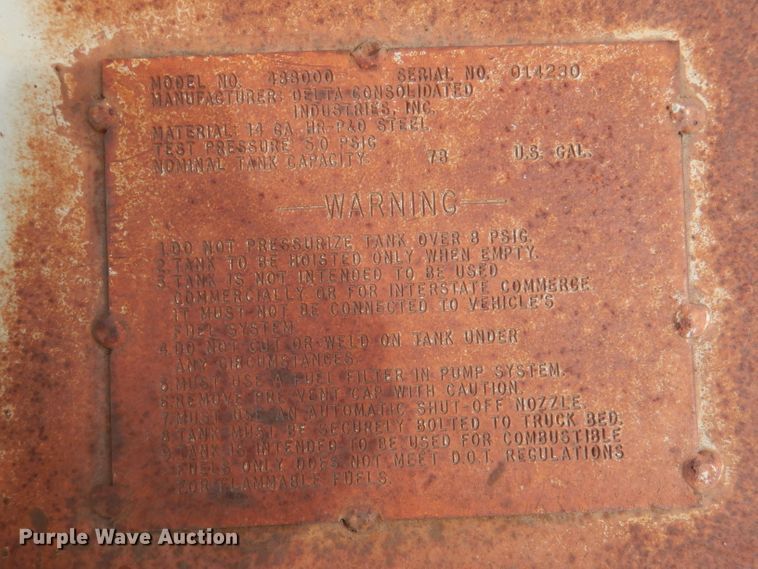 MODEL NO. 498000 SERIAL NO. 014230
MANUFACTURER: DELTA CONSOLIDATED
INDUSTRIES, INC.
MATERIAL: 14 GA HR-P&O STEEL
TEST PRESSURE 5.0 PSIG
NOMINAL TANK CAPACITY 78 U.S. GAL.
WARNING
1. DO NOT PRESSURIZE TANK OVER 3 PSIG.
2. TANK TO BE HOISTED ONLY WHEN EMPTY.
3. TANK IS NOT INTENDED TO BE USED
COMMERCIALLY OR FOR INTERSTATE COMMERCE.
IT MUST NOT BE CONNECTED TO VEHICLE'S
FUEL SYSTEM.
4. DO NOT CUT OR WELD ON TANK UNDER
ANY CIRCUMSTANCES.
5. MUST USE A FUEL FILTER IN PUMP SYSTEM.
6. REMOVE PRE-VENT CAP WITH CAUTION.
7. MUST USE AN AUTOMATIC SHUT-OFF NOZZLE.
8. TANK MUST BE SECURELY BOLTED TO TRUCK BED.
9. TANK IS INTENDED TO BE USED FOR COMBUSTIBLE
FUELS ONLY DOES NOT MEET D.O.T. REGULATIONS
FOR FLAMMABLE FUELS.
Purple Wave Auction